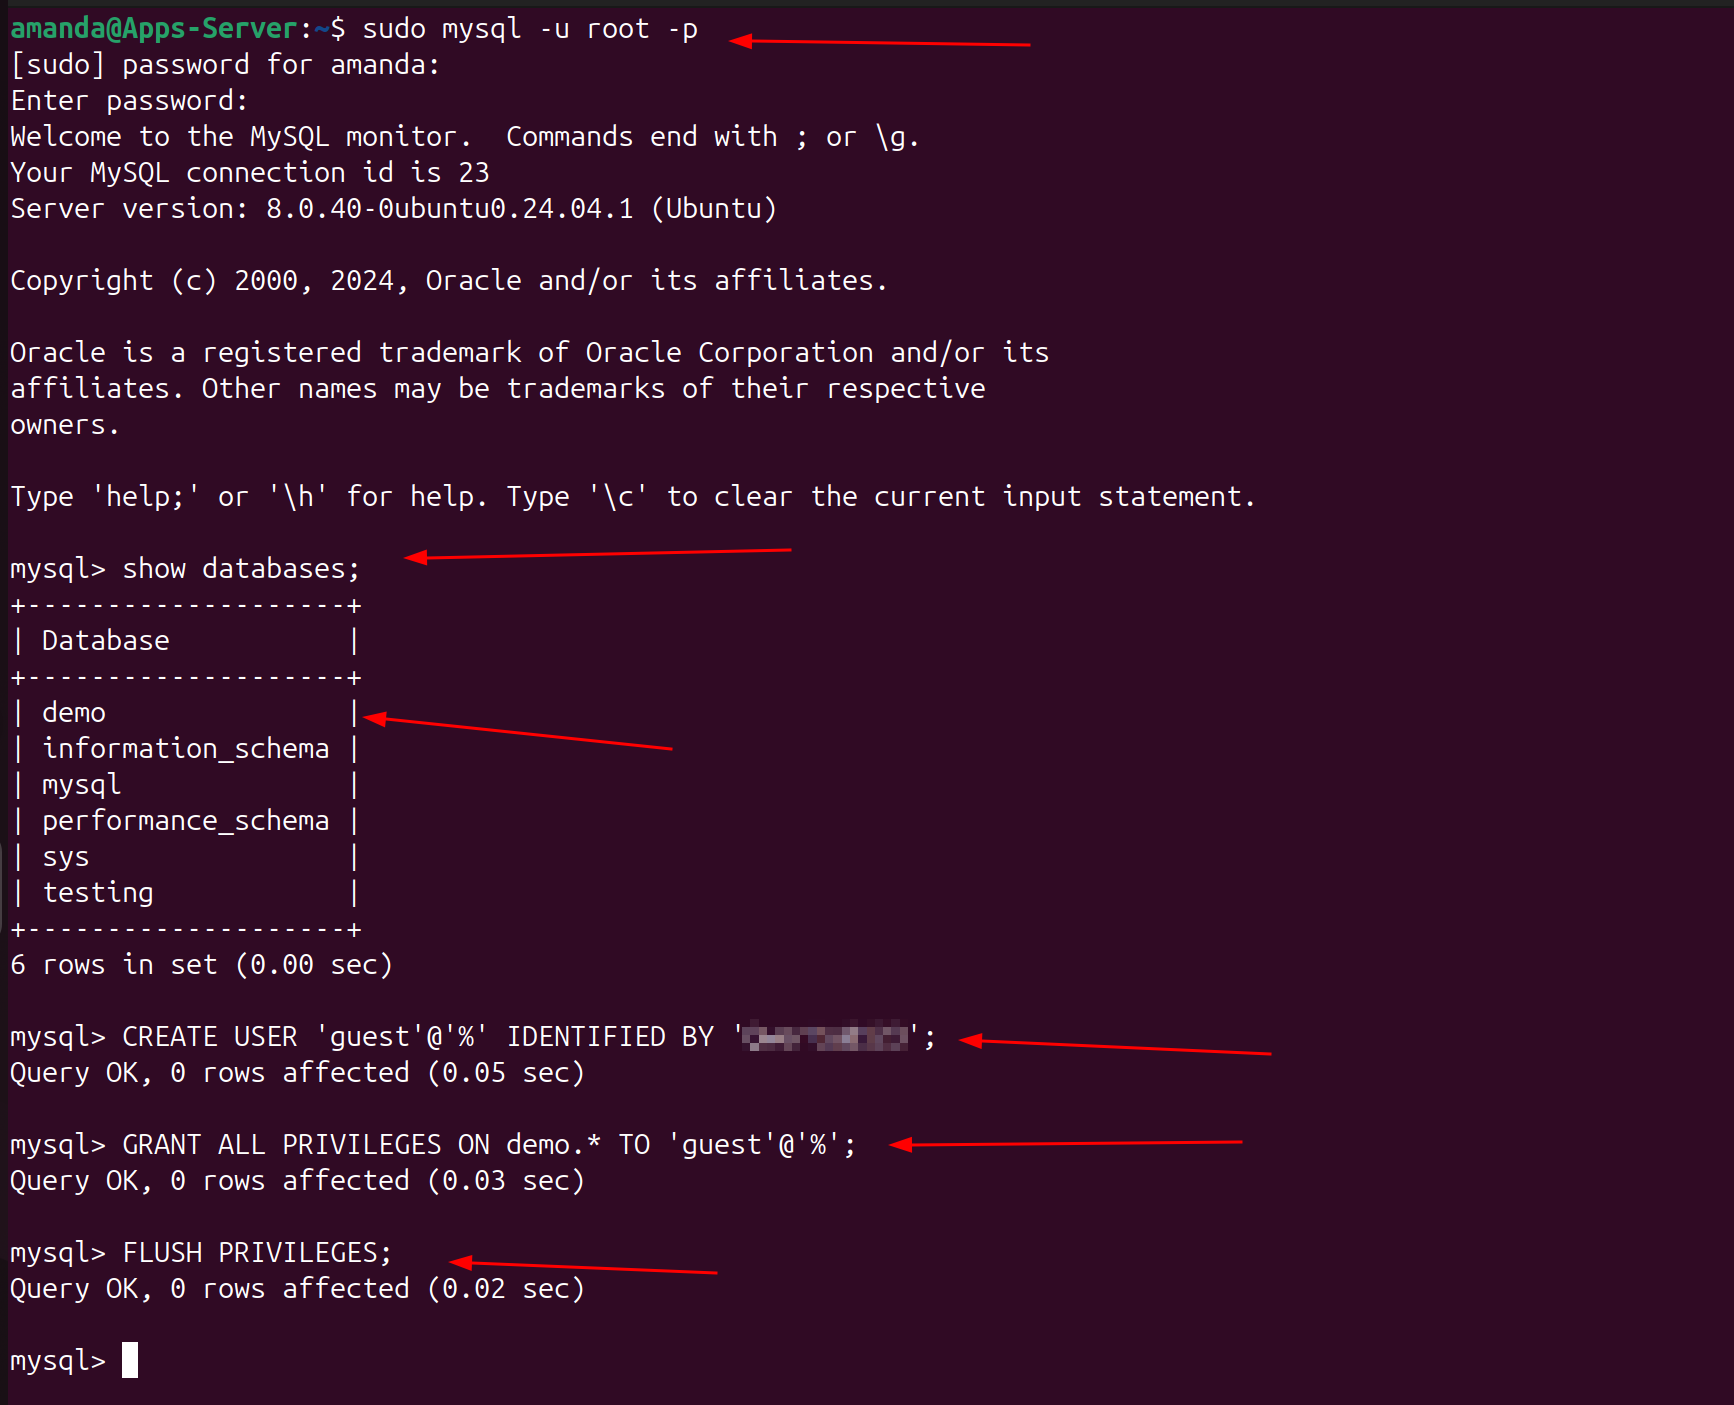 amanda@Apps-Server:~$ sudo mysql -u root -p
[sudo] password for amanda:
Enter password:
Welcome to the MySQL monitor.  Commands end with ; or \g.
Your MySQL connection id is 23
Server version: 8.0.40-0ubuntu0.24.04.1 (Ubuntu)
Copyright (c) 2000, 2024, Oracle and/or its affiliates.
Oracle is a registered trademark of Oracle Corporation and/or its
affiliates. Other names may be trademarks of their respective
owners.
Type 'help;' or '\h' for help. Type '\c' to clear the current input statement.
mysql> show databases;
+--------------------+
| Database           |
+--------------------+
| demo               |
| information_schema |
| mysql              |
| performance_schema |
| sys                |
| testing            |
+--------------------+
6 rows in set (0.00 sec)
mysql> CREATE USER 'guest'@'%' IDENTIFIED BY '';
Query OK, 0 rows affected (0.05 sec)
mysql> GRANT ALL PRIVILEGES ON demo.* TO 'guest'@'%';
Query OK, 0 rows affected (0.03 sec)
mysql> FLUSH PRIVILEGES;
Query OK, 0 rows affected (0.02 sec)
mysql>